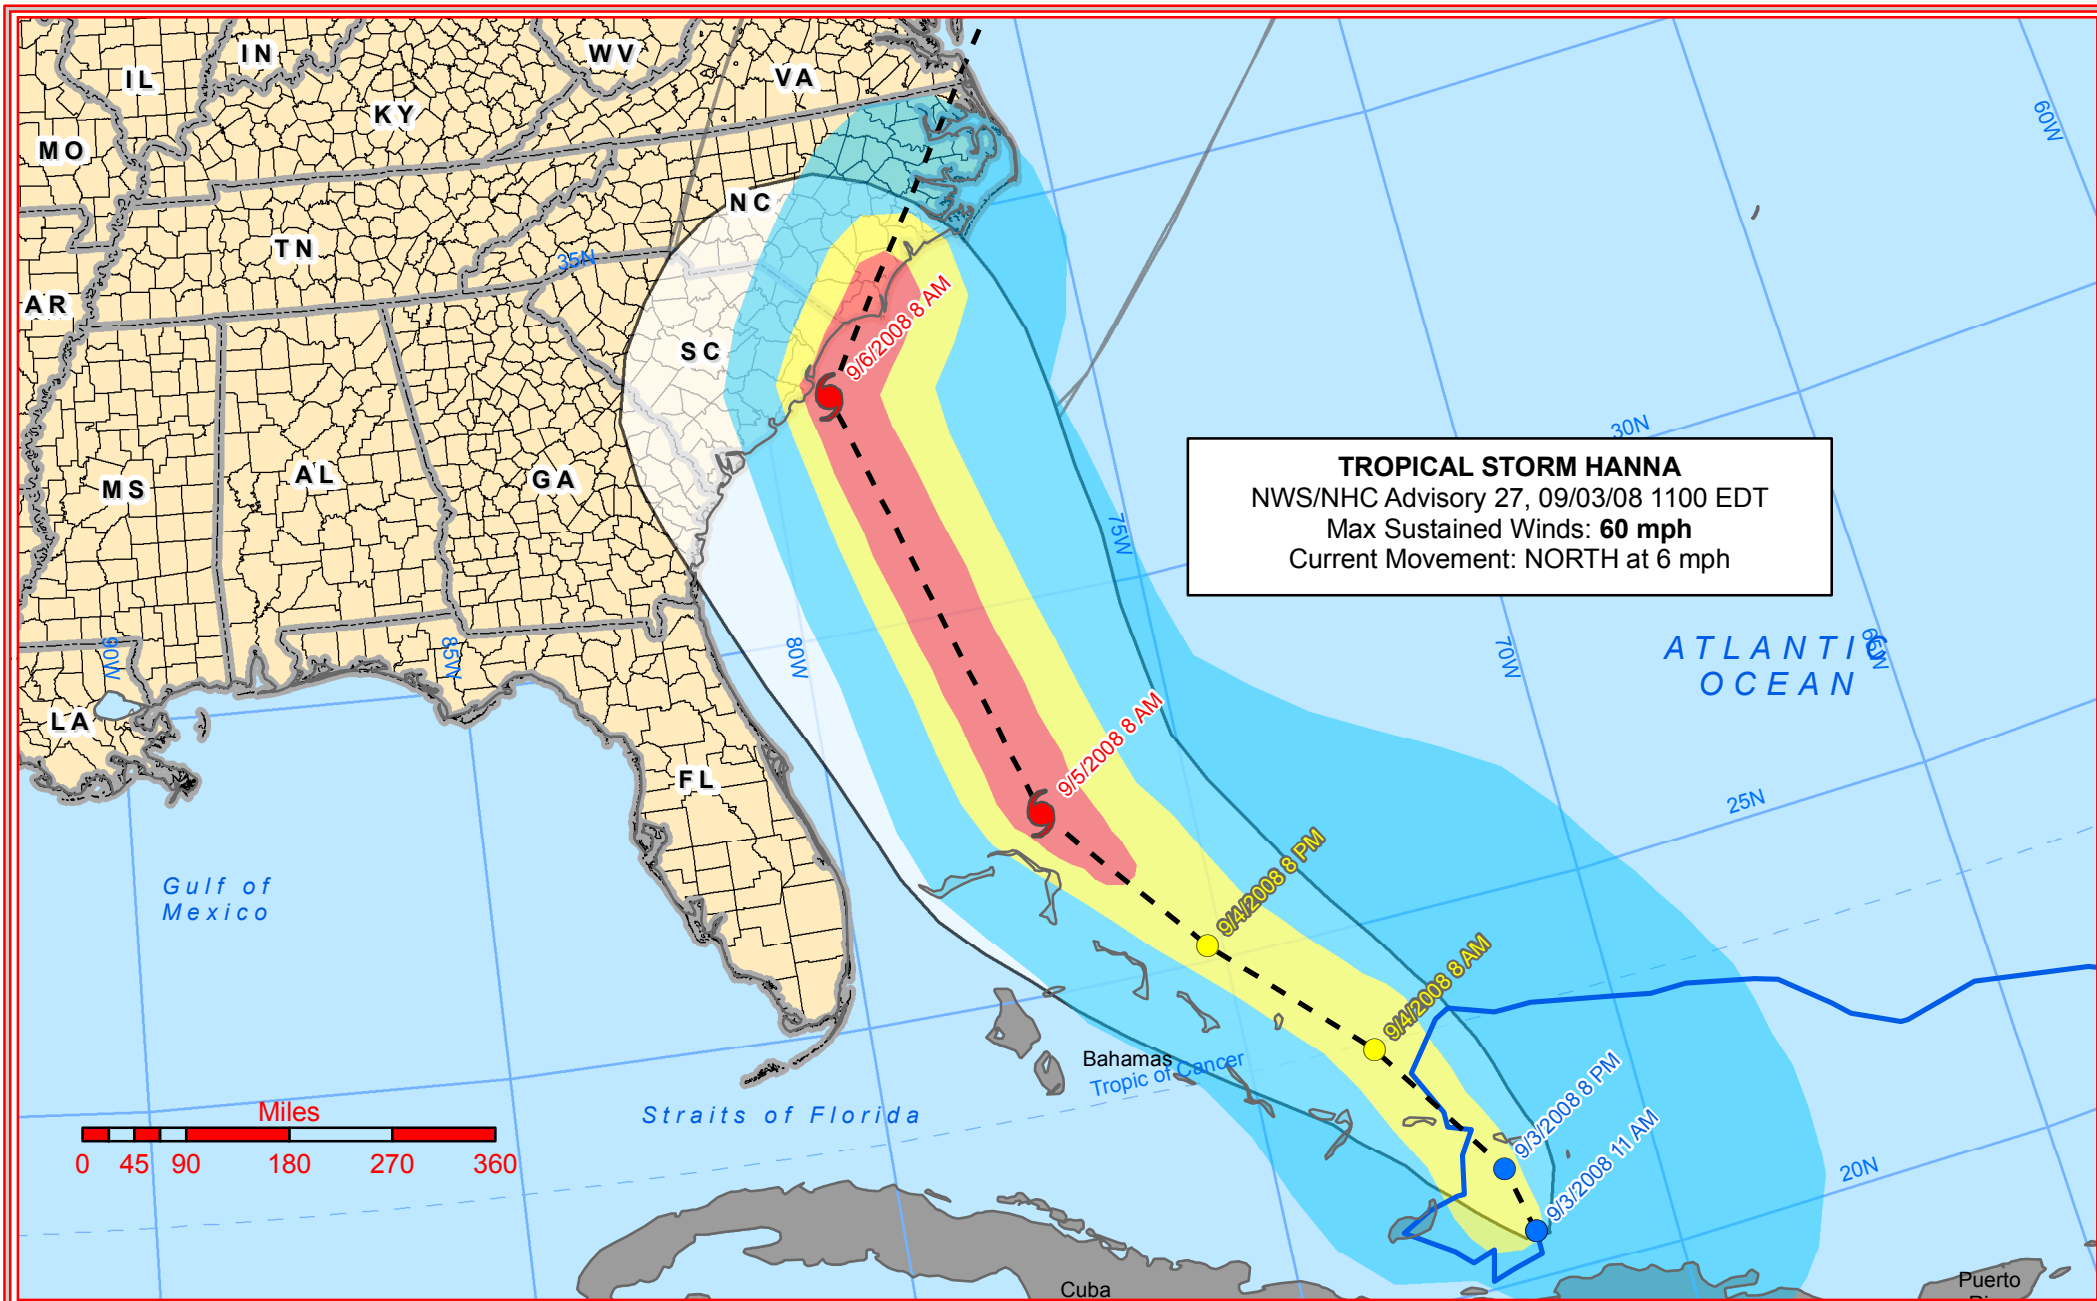 IN
WV
IL
VA
KY
MO
60W
NC
TN
35N
AR
9/6/2008 8 AM
SC
30N
TROPICAL STORM HANNA
NWS/NHC Advisory 27, 09/03/08 1100 EDT
Max Sustained Winds: 60 mph
Current Movement: NORTH at 6 mph
MS
AL
GA
75W
90W
85W
80W
70W
65W
ATLANTIC
OCEAN
LA
9/5/2008 8 AM
FL
25N
9/4/2008 8 PM
Gulf of
Mexico
9/4/2008 8 AM
Bahamas
Tropic of Cancer
9/3/2008 8 PM
Straits of Florida
9/3/2008 11 AM
Miles
0 45 90 180 270 360
20N
Cuba
Puerto